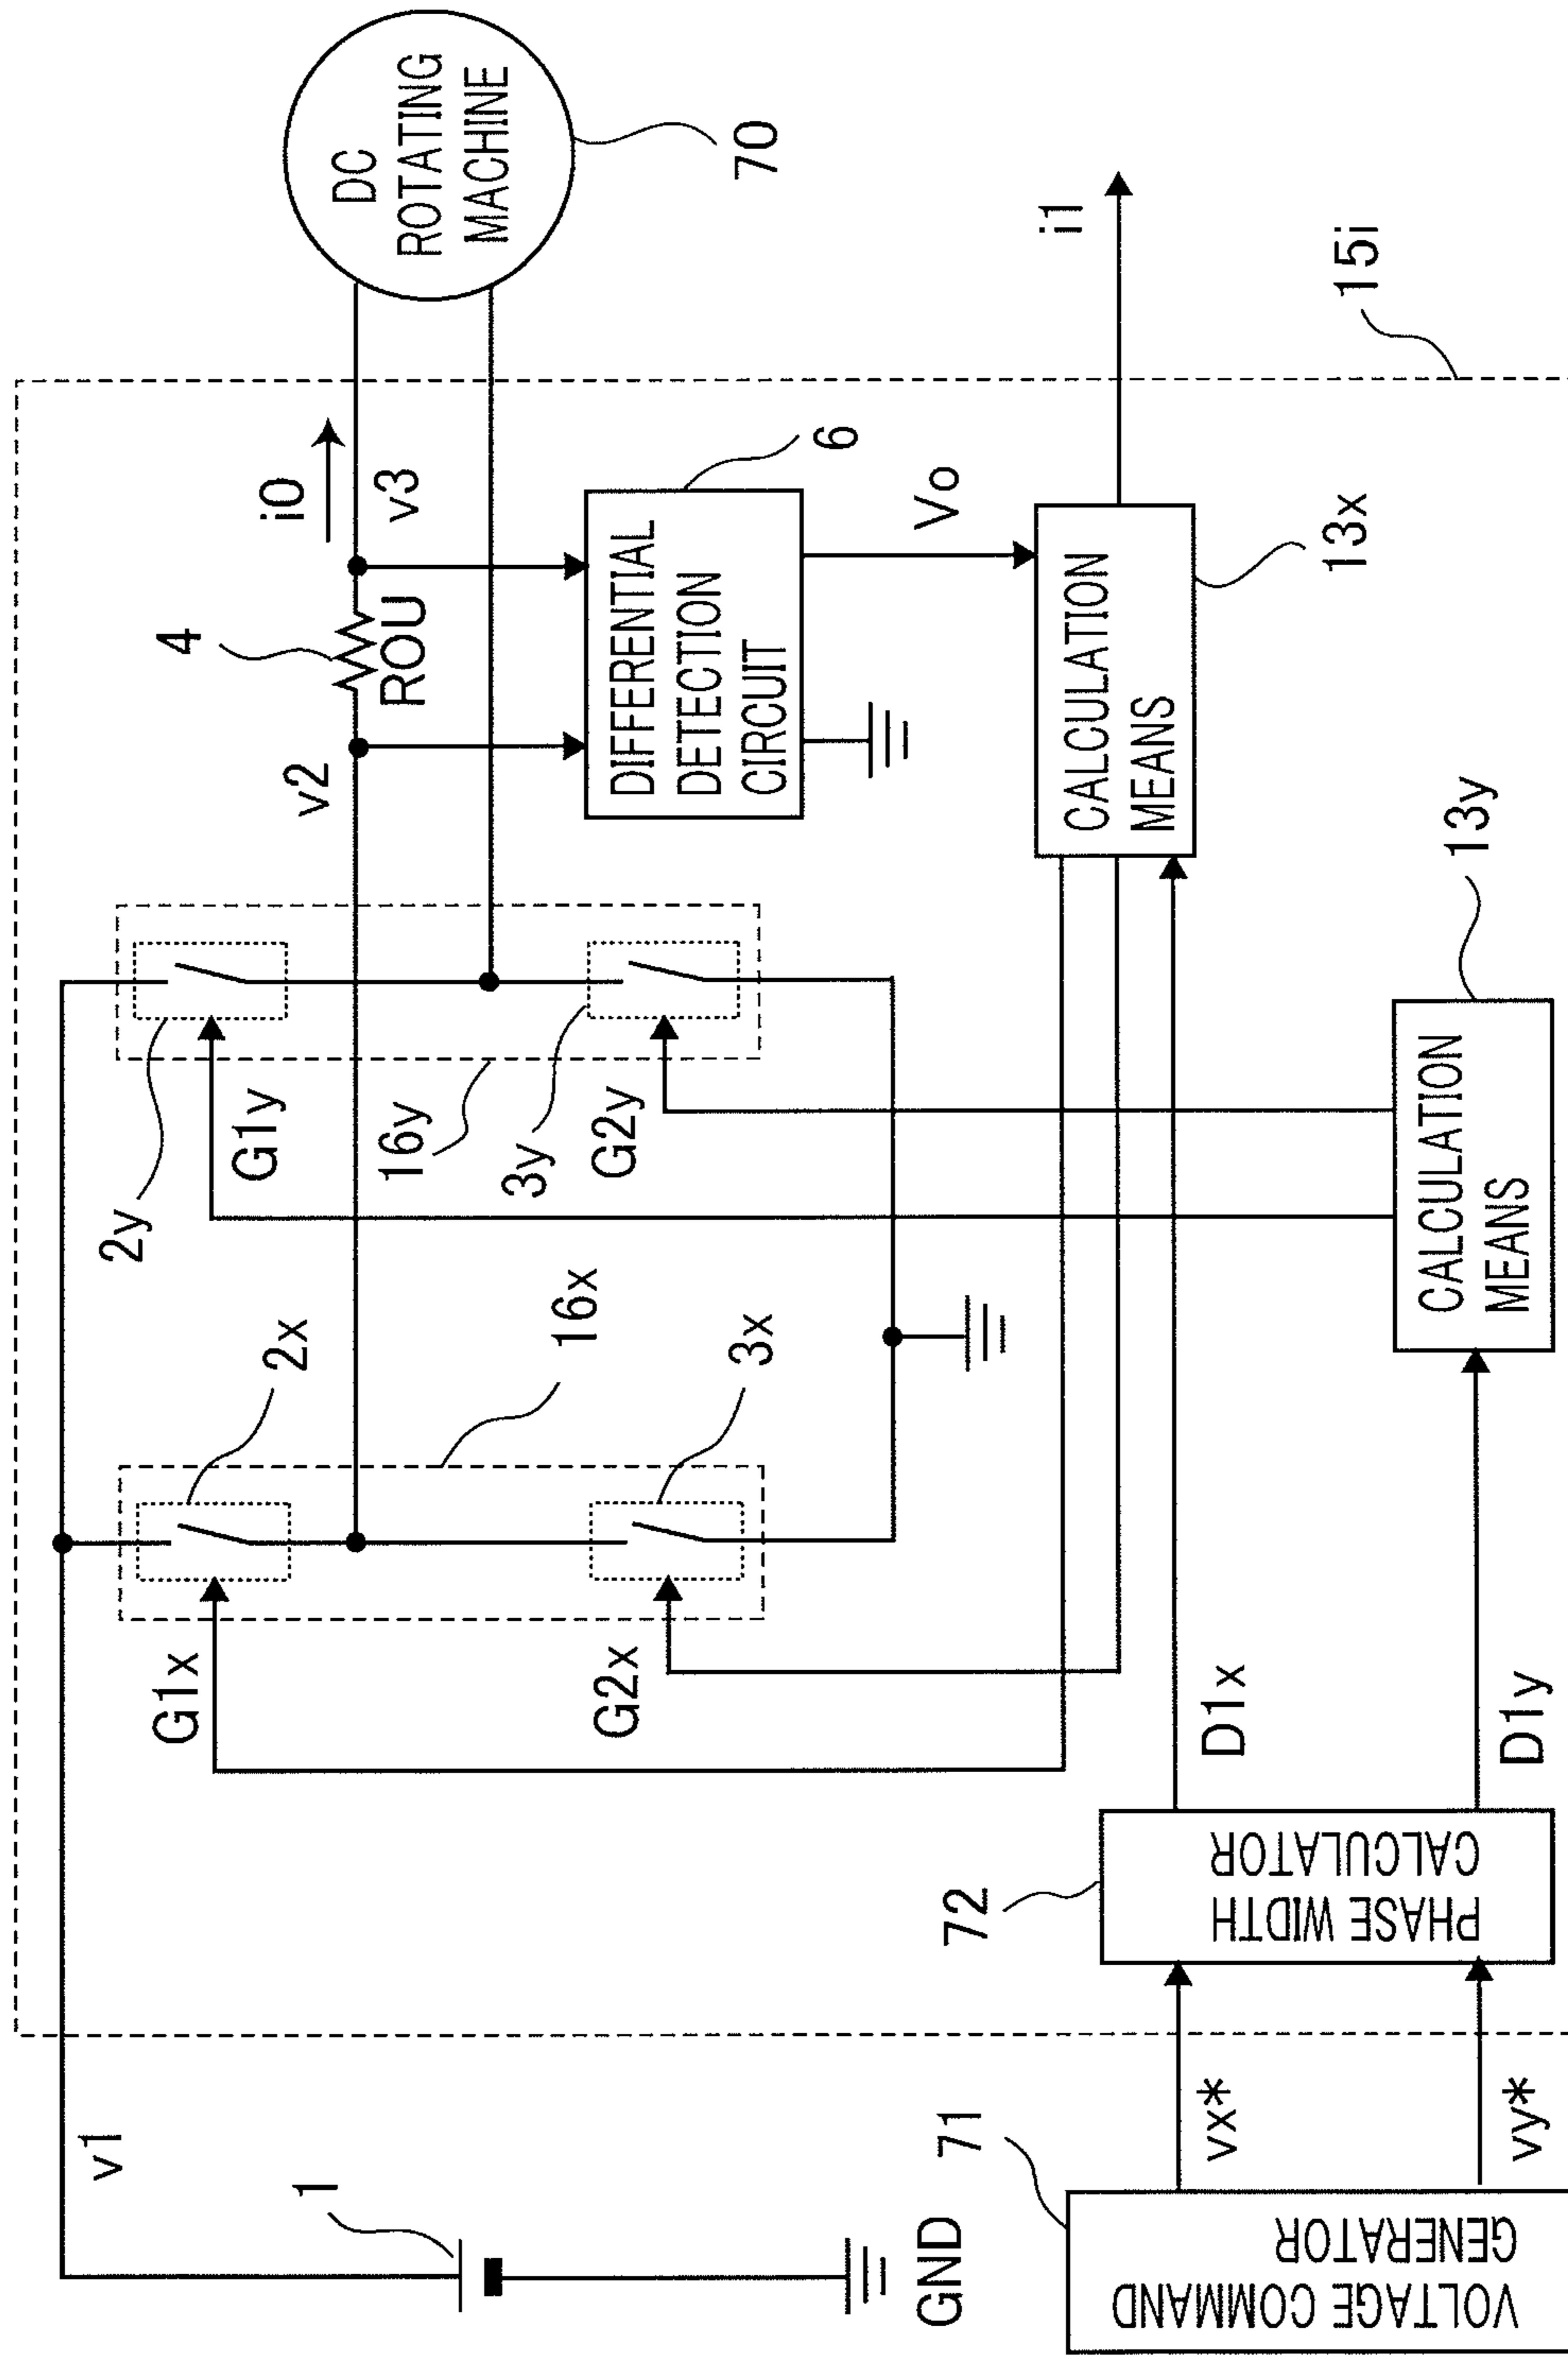 v1
1
GND
VOLTAGE COMMAND
GENERATOR
71
vx*
vy*
72
PHASE WIDTH
CALCULATOR
D1x
D1y
G1x
G2x
2x
16x
3x
2y
G1y
16y
3y
G2y
v2
4
ROU
i0
v3
DIFFERENTIAL
DETECTION
CIRCUIT
6
Vo
CALCULATION
MEANS
13x
CALCULATION
MEANS
13y
i1
15i
DC
ROTATING
MACHINE
70